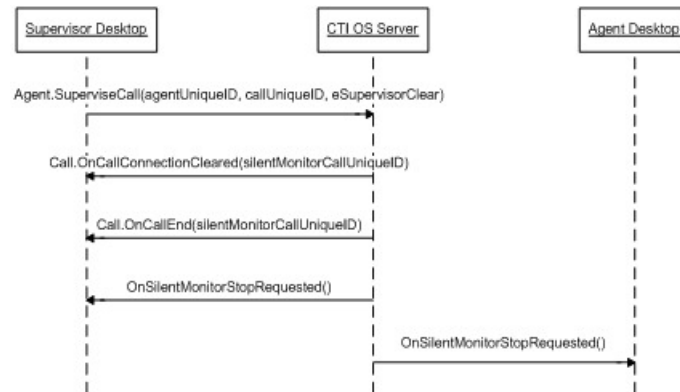 Supervisor Desktop
CTI OS Server
Agent Desktop
Agent.SuperviseCall(agentUniqueID, callUniqueID, eSupervisorClear)
Call.OnCallConnectionCleared(silentMonitorCallUniqueID)
Call.OnCallEnd(silentMonitorCallUniqueID)
OnSilentMonitorStopRequested()
OnSilentMonitorStopRequested()